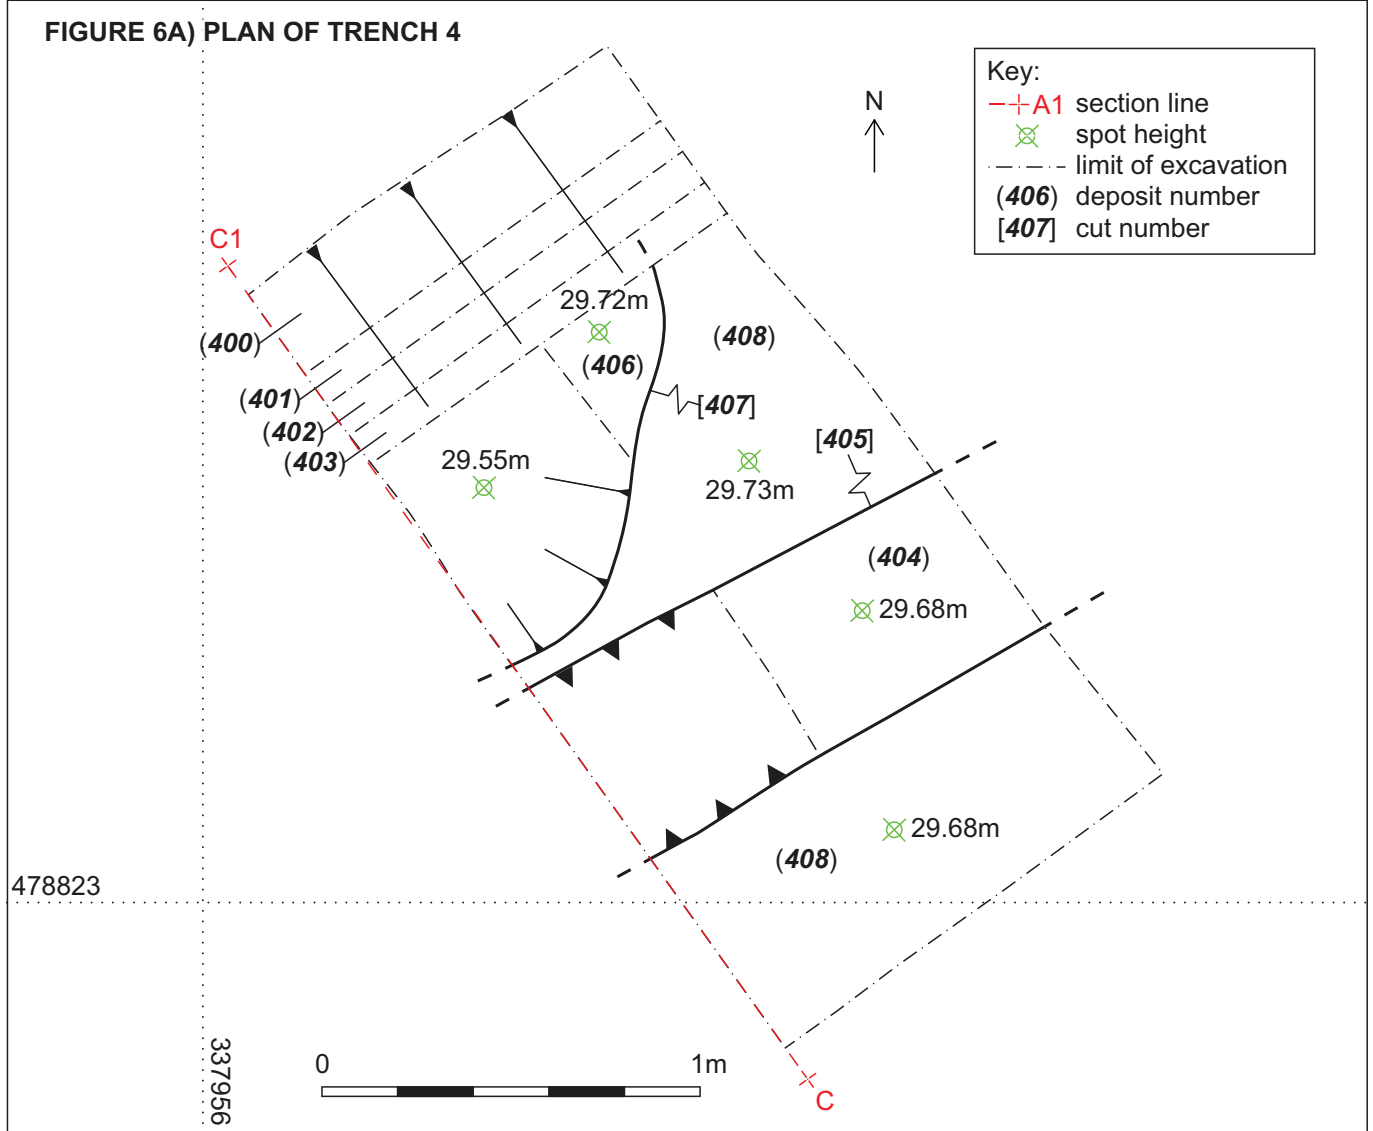 FIGURE 6A) PLAN OF TRENCH 4
Key:
A1 section line
spot height
limit of excavation
(406) deposit number
[407] cut number
N
C1
(400)
(401)
(402)
(403)
29.72m
(406)
(408)
[407]
29.55m
29.73m
[405]
(404)
29.68m
29.68m
(408)
478823
337956
0 1m
C